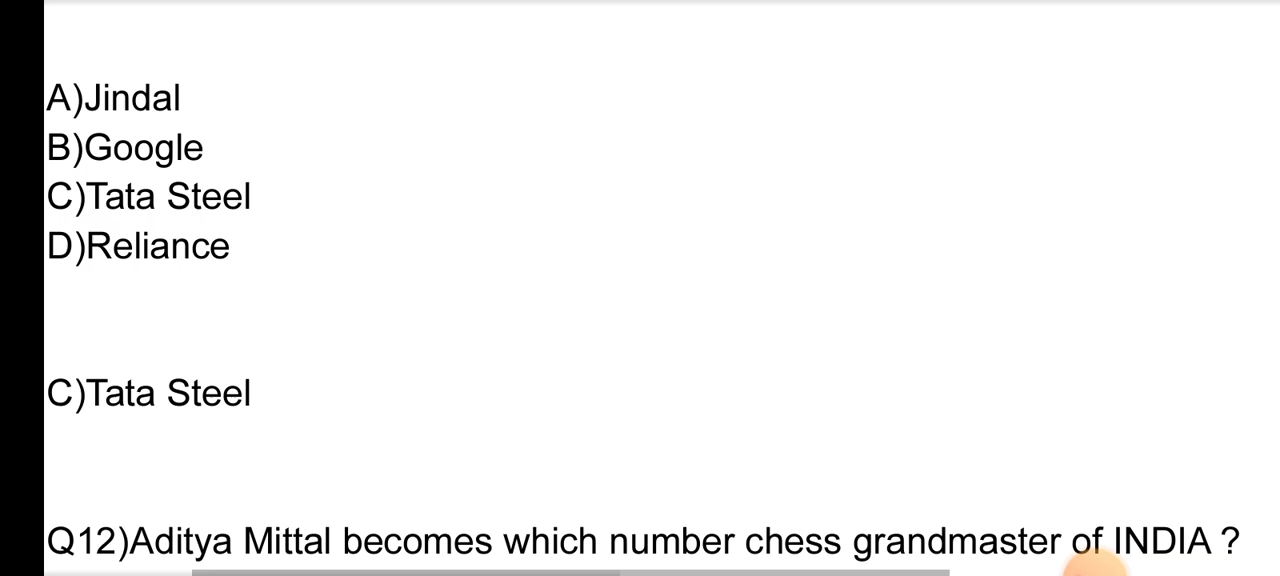 A)Jindal
B)Google
C)Tata Steel
D)Reliance
C)Tata Steel
Q12)Aditya Mittal becomes which number chess grandmaster of INDIA ?